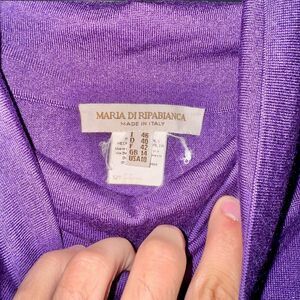 MARIA DI RIPABIANCA
MADE IN ITALY
I 46
D 40
F 42
GB 14
USA 10